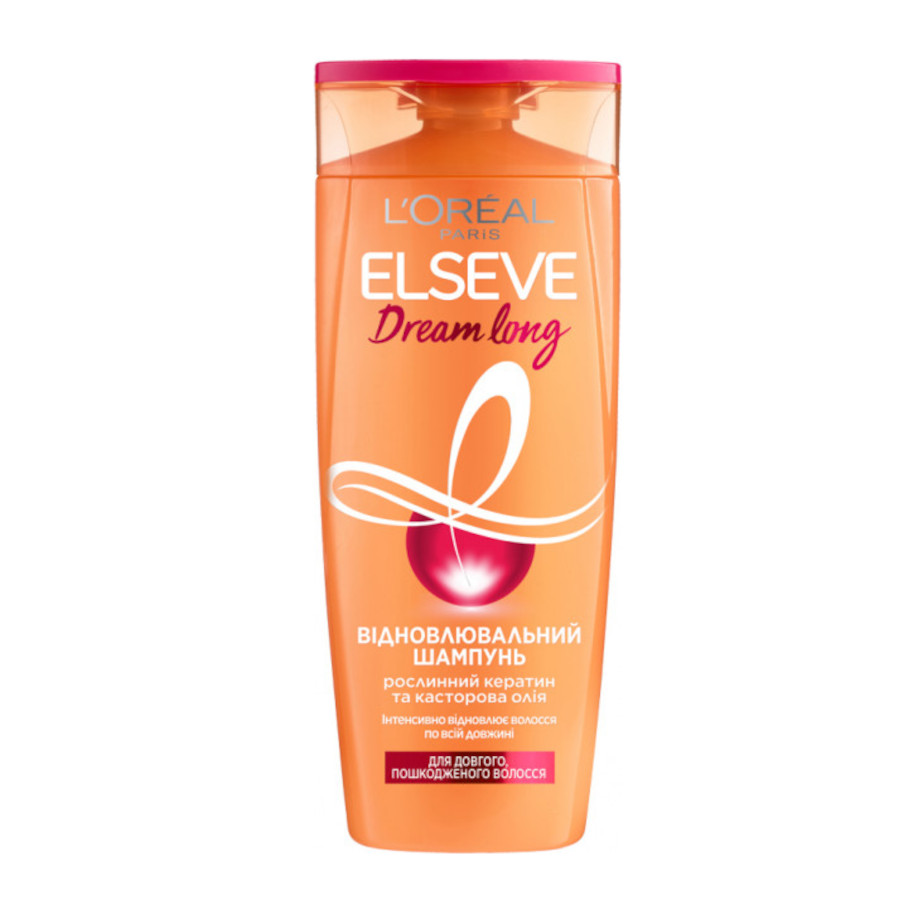 L'ORÉAL
PARIS
ELSEVE
Dream long
ВІДНОВЛЮВАЛЬНИЙ
ШАМПУНЬ
рослинний кератин
та касторова олія
Інтенсивно відновлює волосся
по всій довжині
ДЛЯ ДОВГОГО,
ПОШКОДЖЕНОГО ВОЛОССЯ